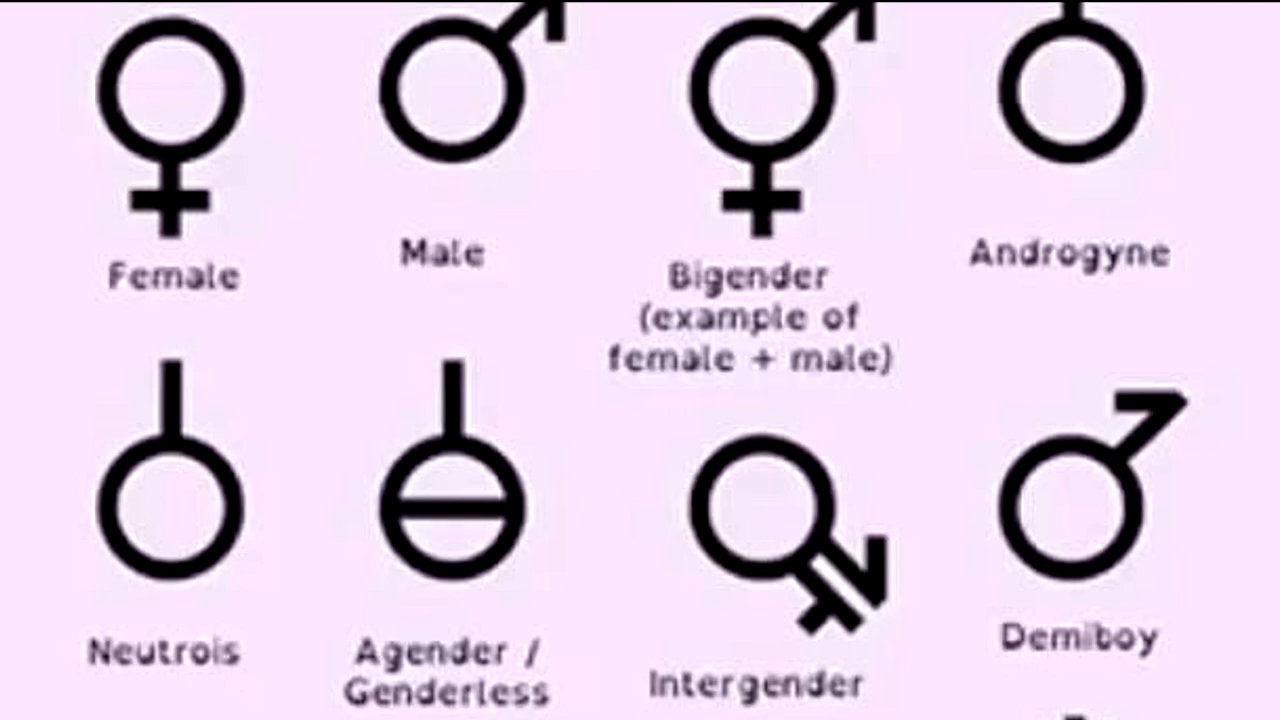 Female
Male
Bigender
(example of
female + male)
Androgyne
Neutrois
Agender /
Genderless
Intergender
Demiboy